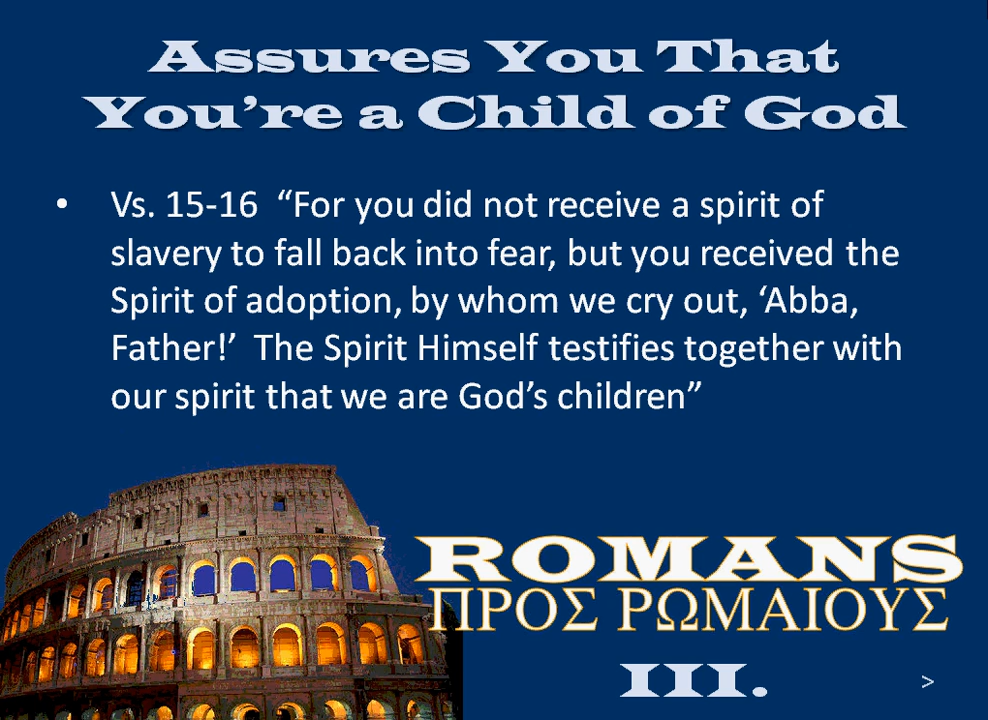 Assures You That
You're a Child of God
• Vs. 15-16 “For you did not receive a spirit of
slavery to fall back into fear, but you received the
Spirit of adoption, by whom we cry out, ‘Abba,
Father!’ The Spirit Himself testifies together with
our spirit that we are God’s children”
ROMANS
ΠΡΟΣ ΡΩΜΑΙΟΥΣ
III.
>